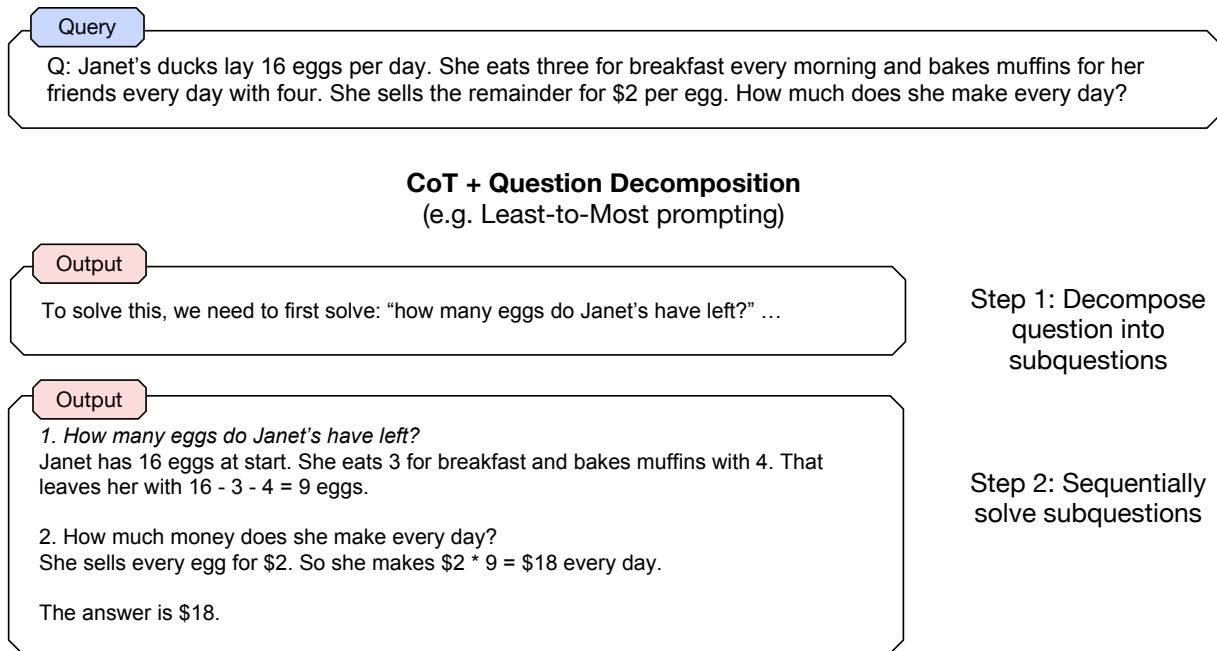 Query
Q: Janet’s ducks lay 16 eggs per day. She eats three for breakfast every morning and bakes muffins for her
friends every day with four. She sells the remainder for $2 per egg. How much does she make every day?
CoT + Question Decomposition
(e.g. Least-to-Most prompting)
Output
To solve this, we need to first solve: “how many eggs do Janet’s have left?” …
Step 1: Decompose
question into
subquestions
Output
1. How many eggs do Janet’s have left?
Janet has 16 eggs at start. She eats 3 for breakfast and bakes muffins with 4. That
leaves her with 16 - 3 - 4 = 9 eggs.
2. How much money does she make every day?
She sells every egg for $2. So she makes $2 * 9 = $18 every day.
The answer is $18.
Step 2: Sequentially
solve subquestions